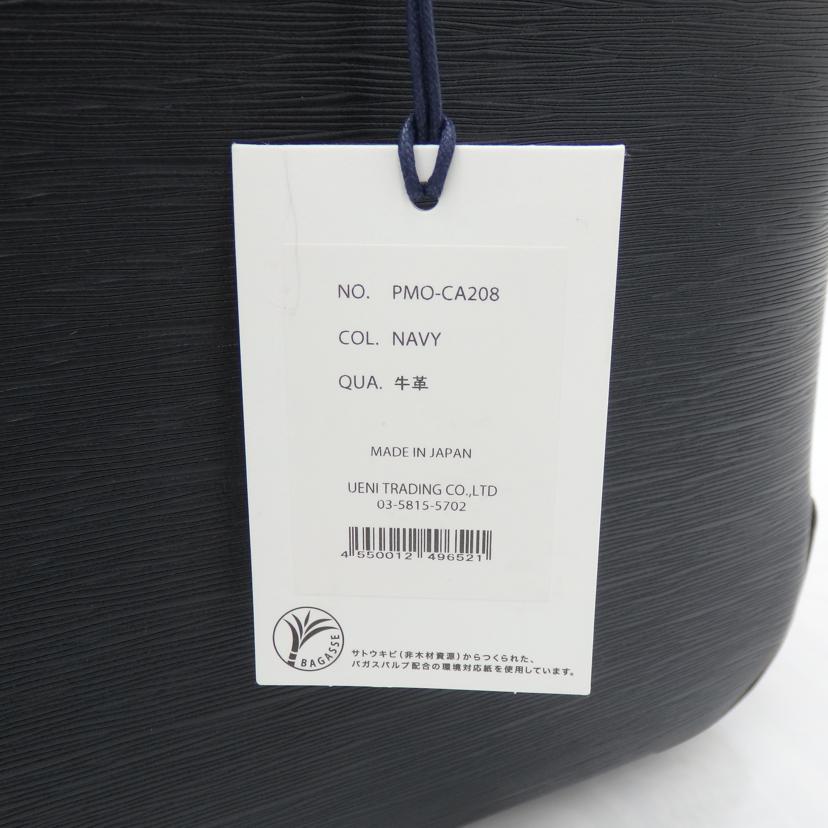 NO. PMO-CA208
COL. NAVY
QUA. 牛革
MADE IN JAPAN
UENI TRADING CO.,LTD
03-5815-5702
4 550012 496521
BAGASSE
サトウキビ(非木材資源)からつくられた、
バガスパルプ配合の環境対応紙を使用しています。